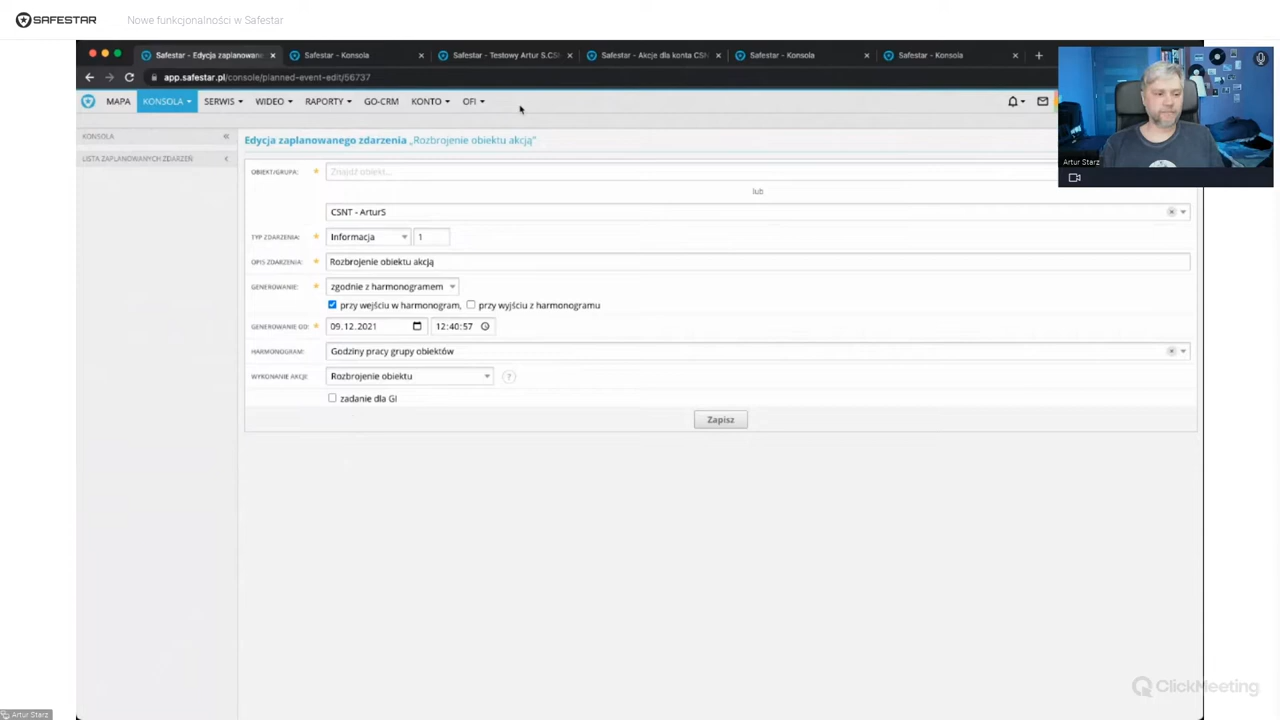 SAFESTAR
Nowe funkcjonalności w Safestar
Safestar - Edycja zaplanowane
Safestar - Konsola
Safestar - Testowy Artur S.CSN
Safestar - Akcje dla konta CSN
Safestar - Konsola
Safestar - Konsola
app.safestar.pl/console/planned-event-edit/56737
MAPA
KONSOLA
SERWIS
WIDEO
RAPORTY
GO-CRM
KONTO
OFI
KONSOLA
LISTA ZAPLANOWANYCH ZDARZEŃ
Edycja zaplanowanego zdarzenia „Rozbrojenie obiektu akcją”
OBIEKT/GRUPA:
Znajdź obiekt...
lub
CSNT - ArturS
TYP ZDARZENIA:
Informacja
1
OPIS ZDARZENIA:
Rozbrojenie obiektu akcją
GENEROWANIE:
zgodnie z harmonogramem
przy wejściu w harmonogram,
przy wyjściu z harmonogramu
GENEROWANIE OD:
09.12.2021
12:40:57
HARMONOGRAM:
Godziny pracy grupy obiektów
WYKONANIE AKCJI:
Rozbrojenie obiektu
?
zadanie dla GI
Zapisz
Artur Starz
ClickMeeting
Artur Starz